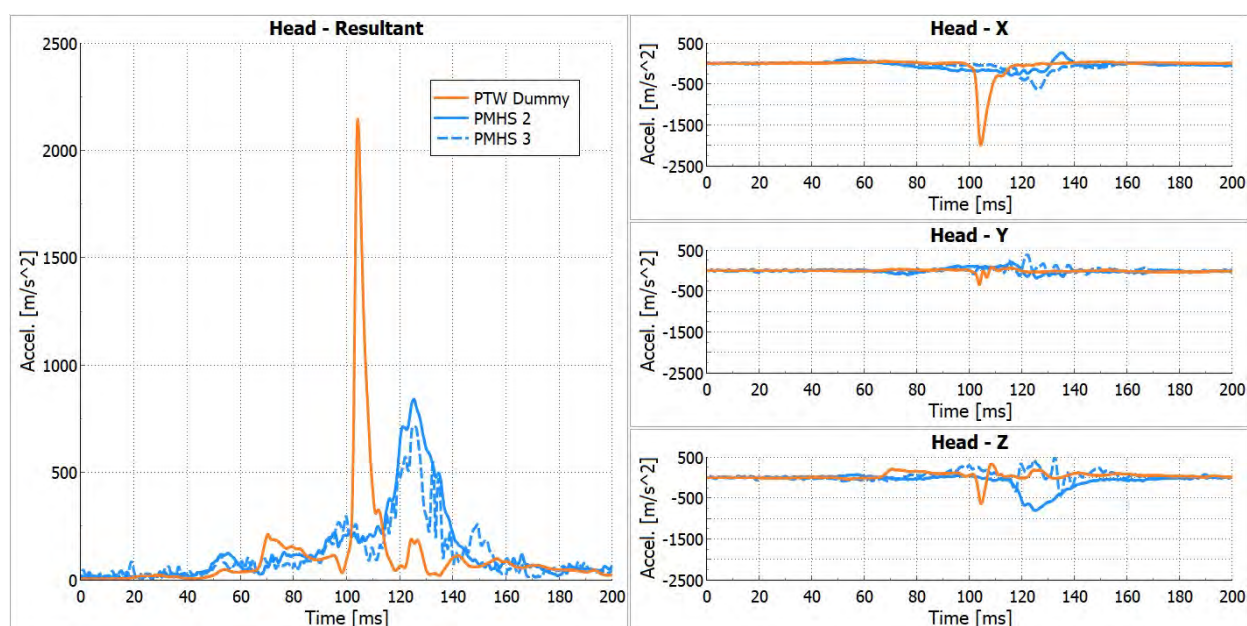 Head - Resultant
2500
2000
1500
1000
500
0
Accel. [m/s^2]
0 20 40 60 80 100 120 140 160 180 200
Time [ms]
PTW Dummy
PMHS 2
PMHS 3
Head - X
500
-500
-1500
-2500
Accel. [m/s^2]
0 20 40 60 80 100 120 140 160 180 200
Time [ms]
Head - Y
500
-500
-1500
-2500
Accel. [m/s^2]
0 20 40 60 80 100 120 140 160 180 200
Time [ms]
Head - Z
500
-500
-1500
-2500
Accel. [m/s^2]
0 20 40 60 80 100 120 140 160 180 200
Time [ms]